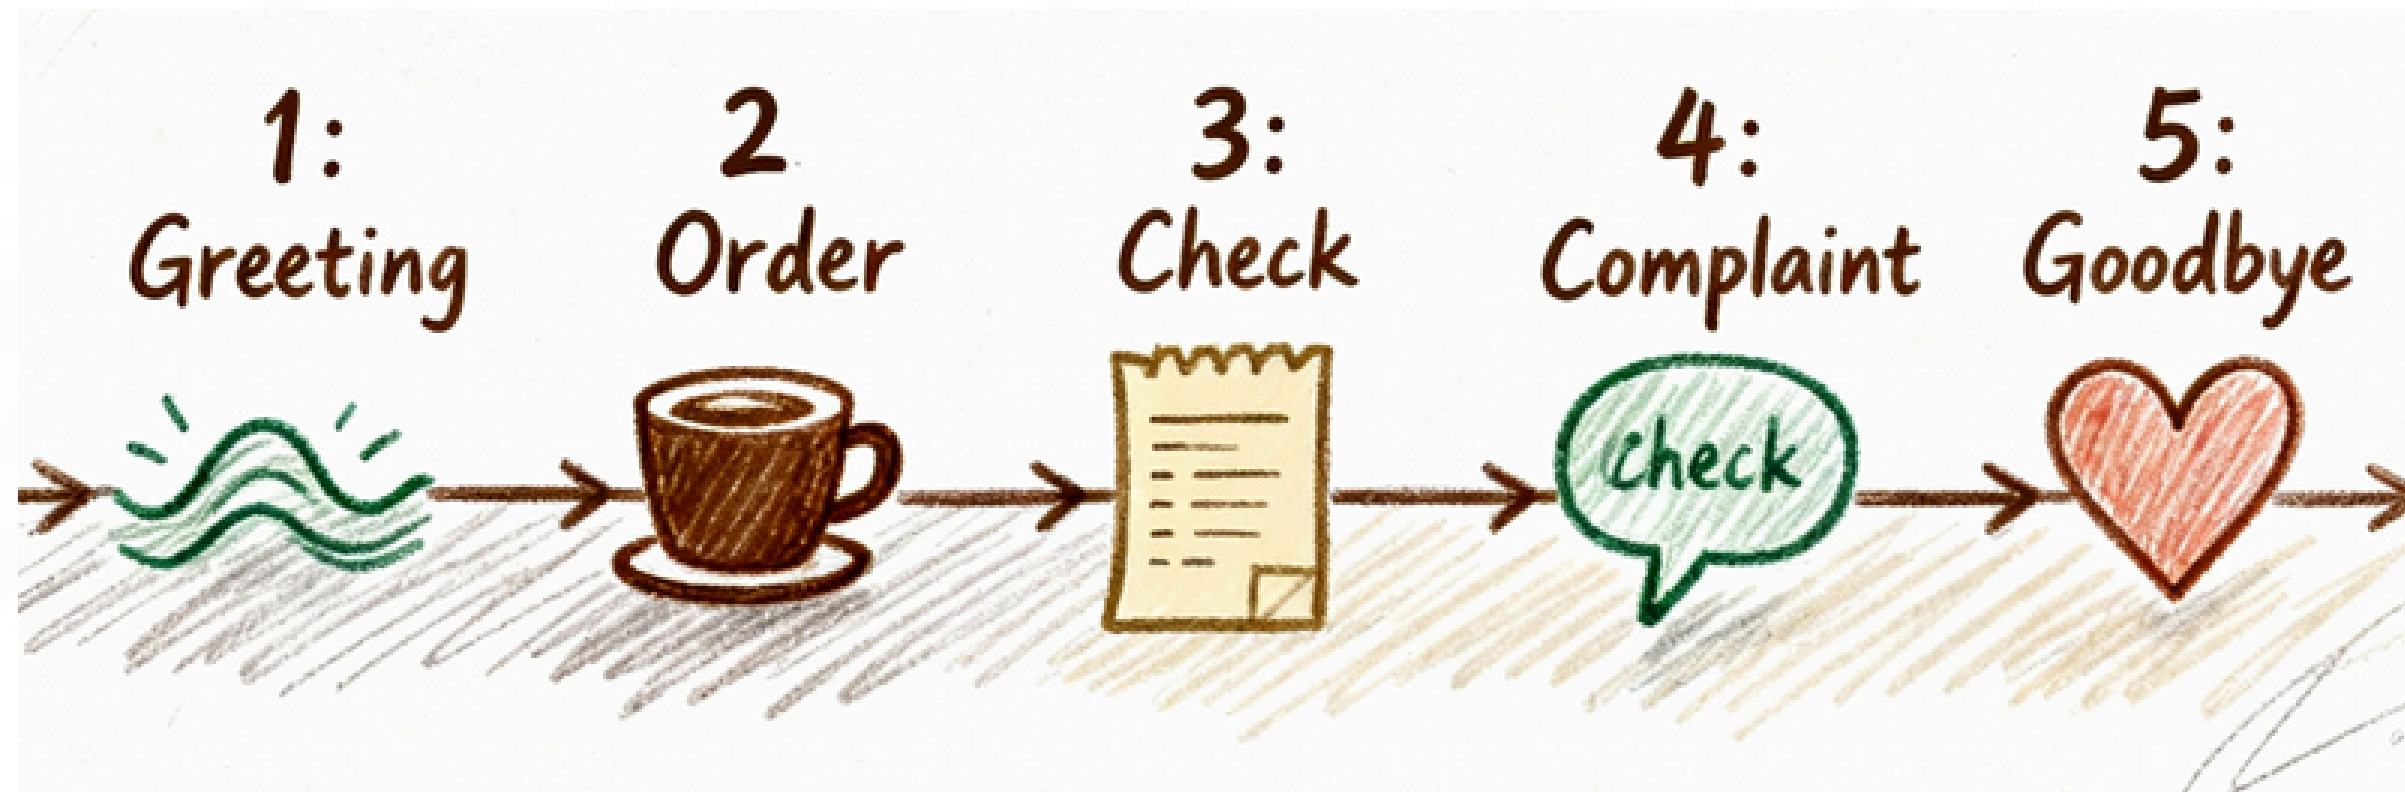 1:
Greeting
2
Order
3:
Check
check
4:
Complaint
5:
Goodbye